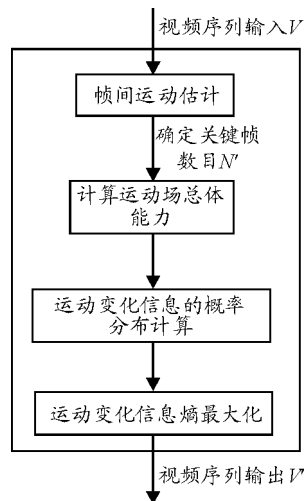 视频序列输入V
帧间运动估计
确定关键帧
数目N'
计算运动场总体
能力
运动变化信息的概率
分布计算
运动变化信息熵最大化
视频序列输出V'